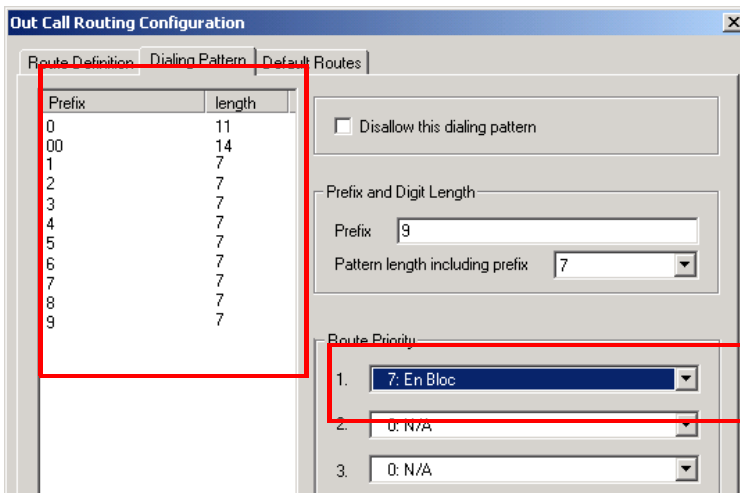 Out Call Routing Configuration
Route Definition Dialing Pattern Default Routes
Prefix length
0 11
00 14
1 7
2 7
3 7
4 7
5 7
6 7
7 7
8 7
9 7
Disallow this dialing pattern
Prefix and Digit Length
Prefix 9
Pattern length including prefix 7
Route Priority
1. 7: En Bloc
2. 0: N/A
3. 0: N/A